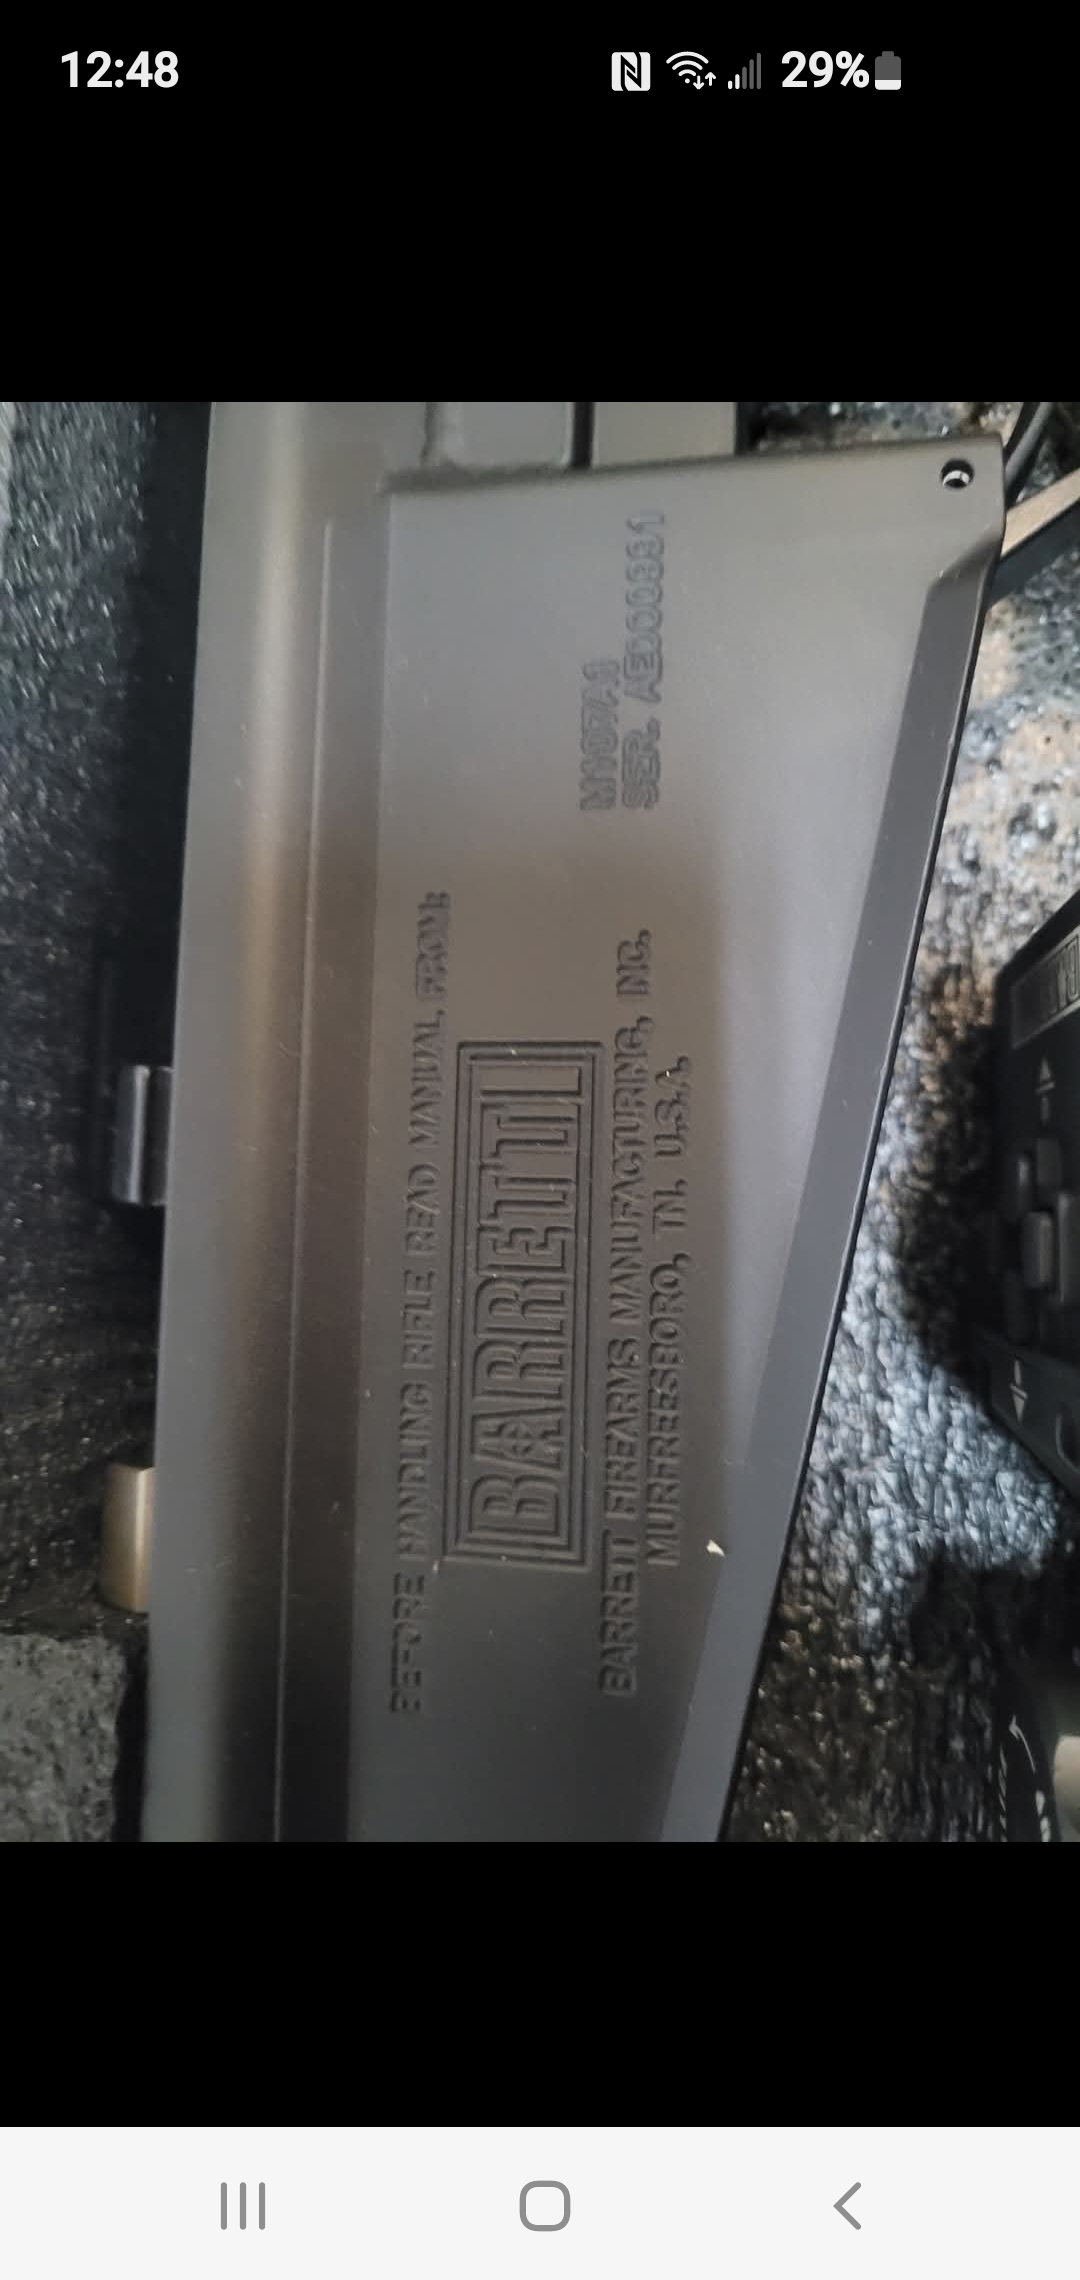 12:48
29%
BEFORE HANDLING RIFLE READ MANUAL FROM:
BARRETT
BARRETT FIREARMS MANUFACTURING, INC.
MURFREESBORO, TN. U.S.A.
M107A1
SER.